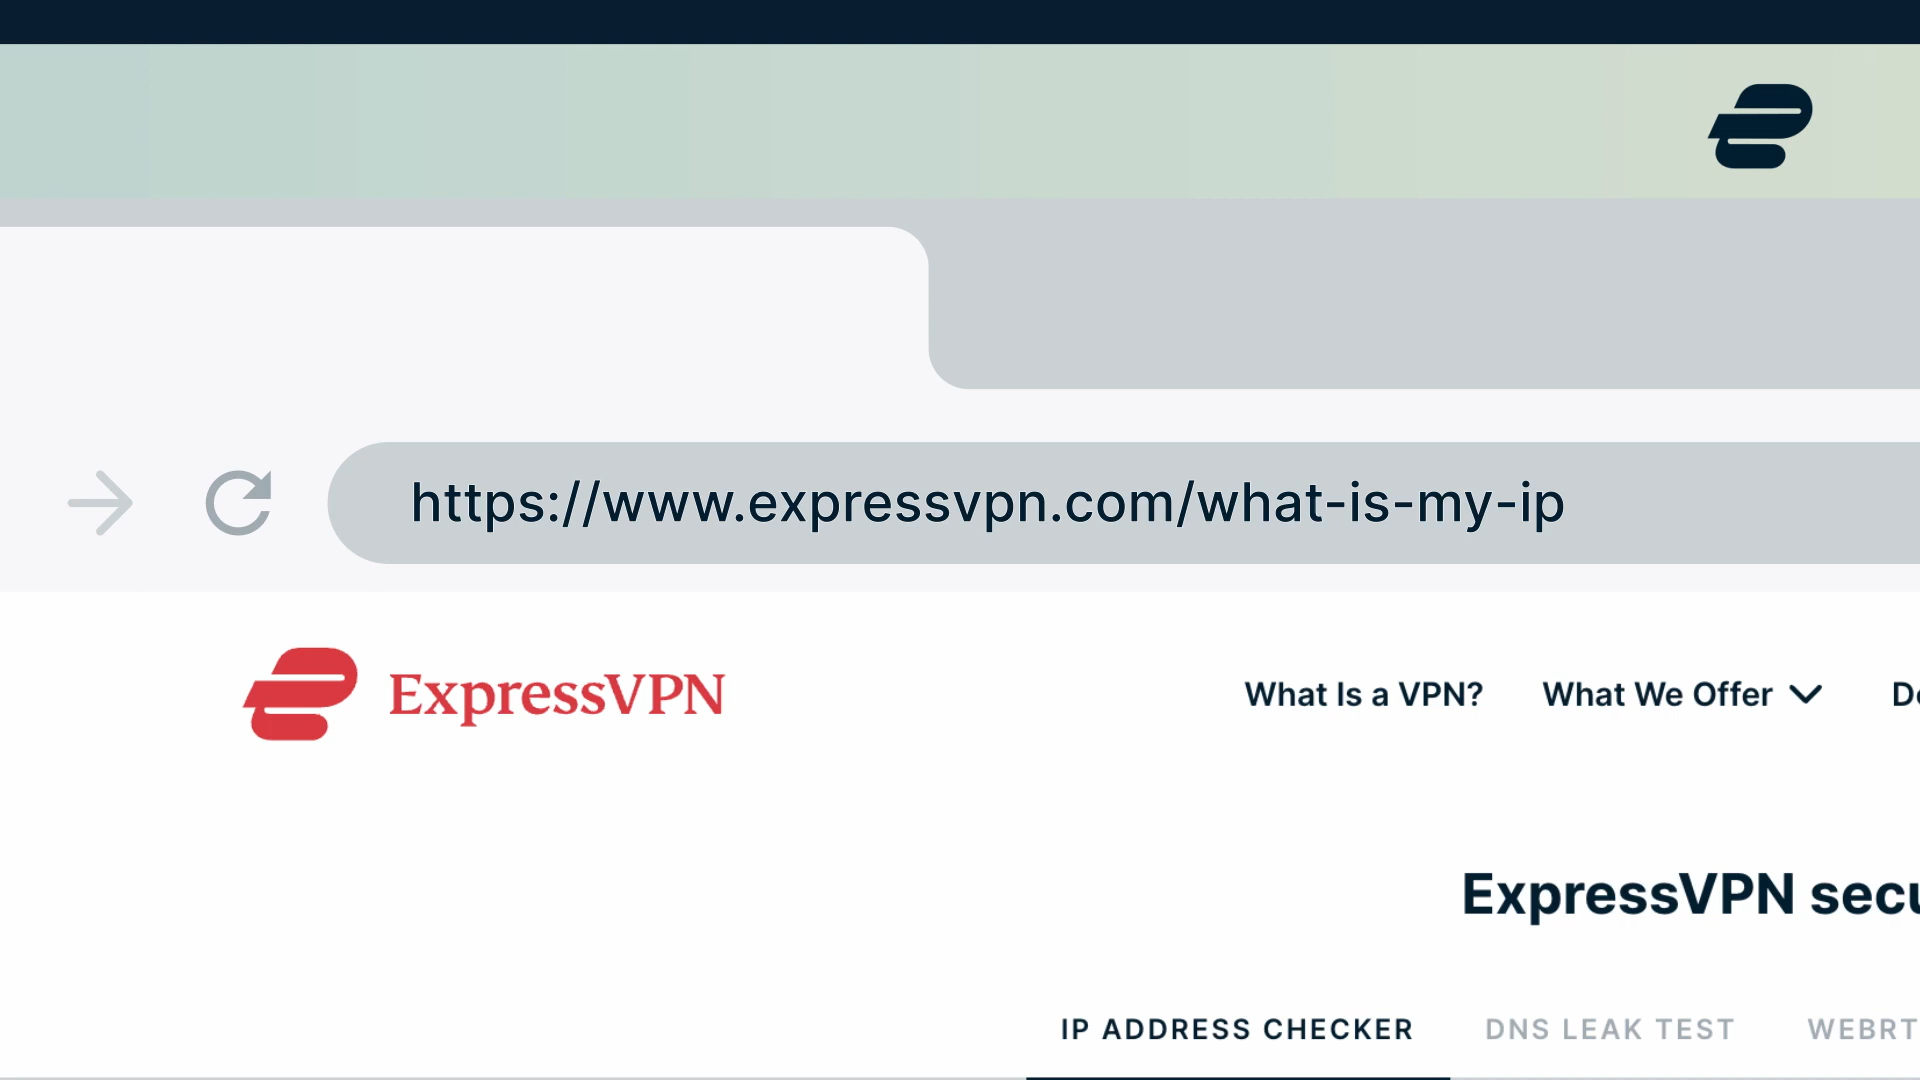 https://www.expressvpn.com/what-is-my-ip
ExpressVPN
What Is a VPN? What We Offer
ExpressVPN
IP ADDRESS CHECKER DNS LEAK TEST